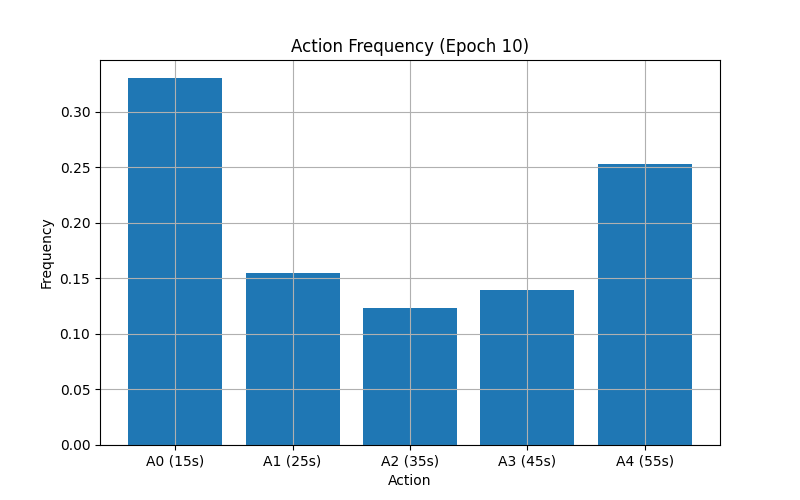 Action Frequency (Epoch 10)
Frequency
0.30
0.25
0.20
0.15
0.10
0.05
0.00
A0 (15s) A1 (25s) A2 (35s) A3 (45s) A4 (55s)
Action